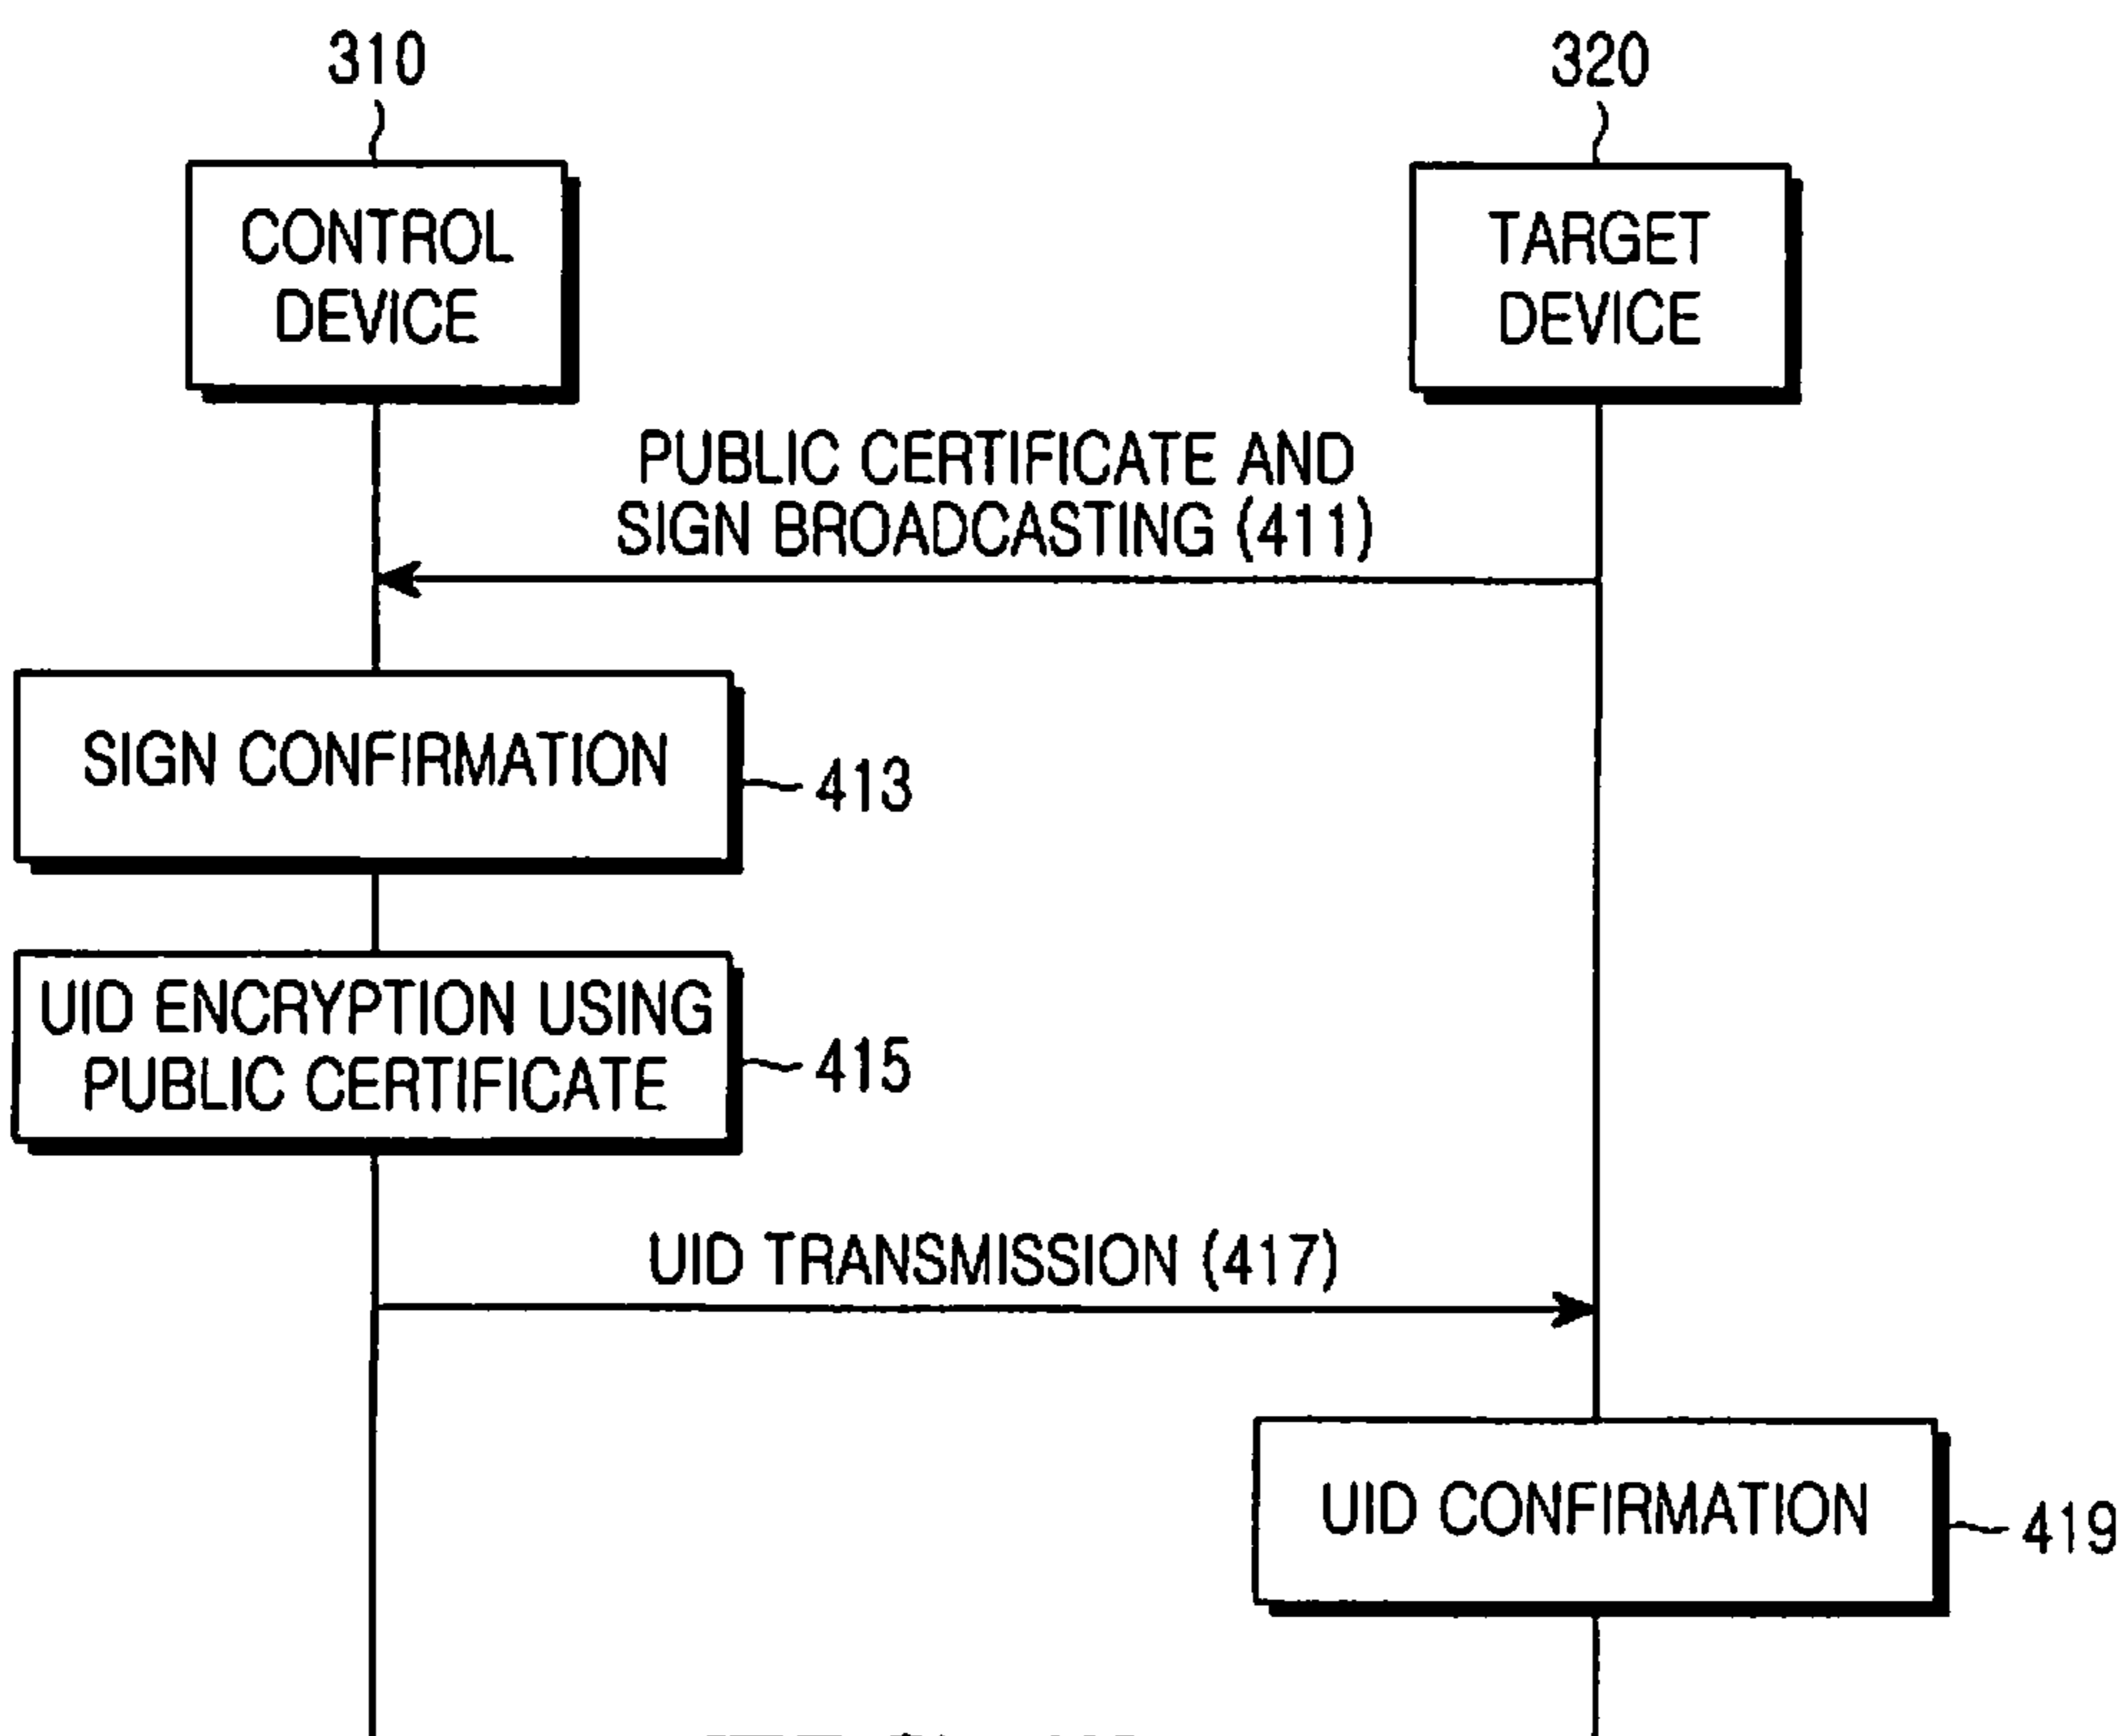 310
320
CONTROL
DEVICE
TARGET
DEVICE
PUBLIC CERTIFICATE AND
SIGN BROADCASTING (411)
SIGN CONFIRMATION
413
UID ENCRYPTION USING
PUBLIC CERTIFICATE
415
UID TRANSMISSION (417)
UID CONFIRMATION
419